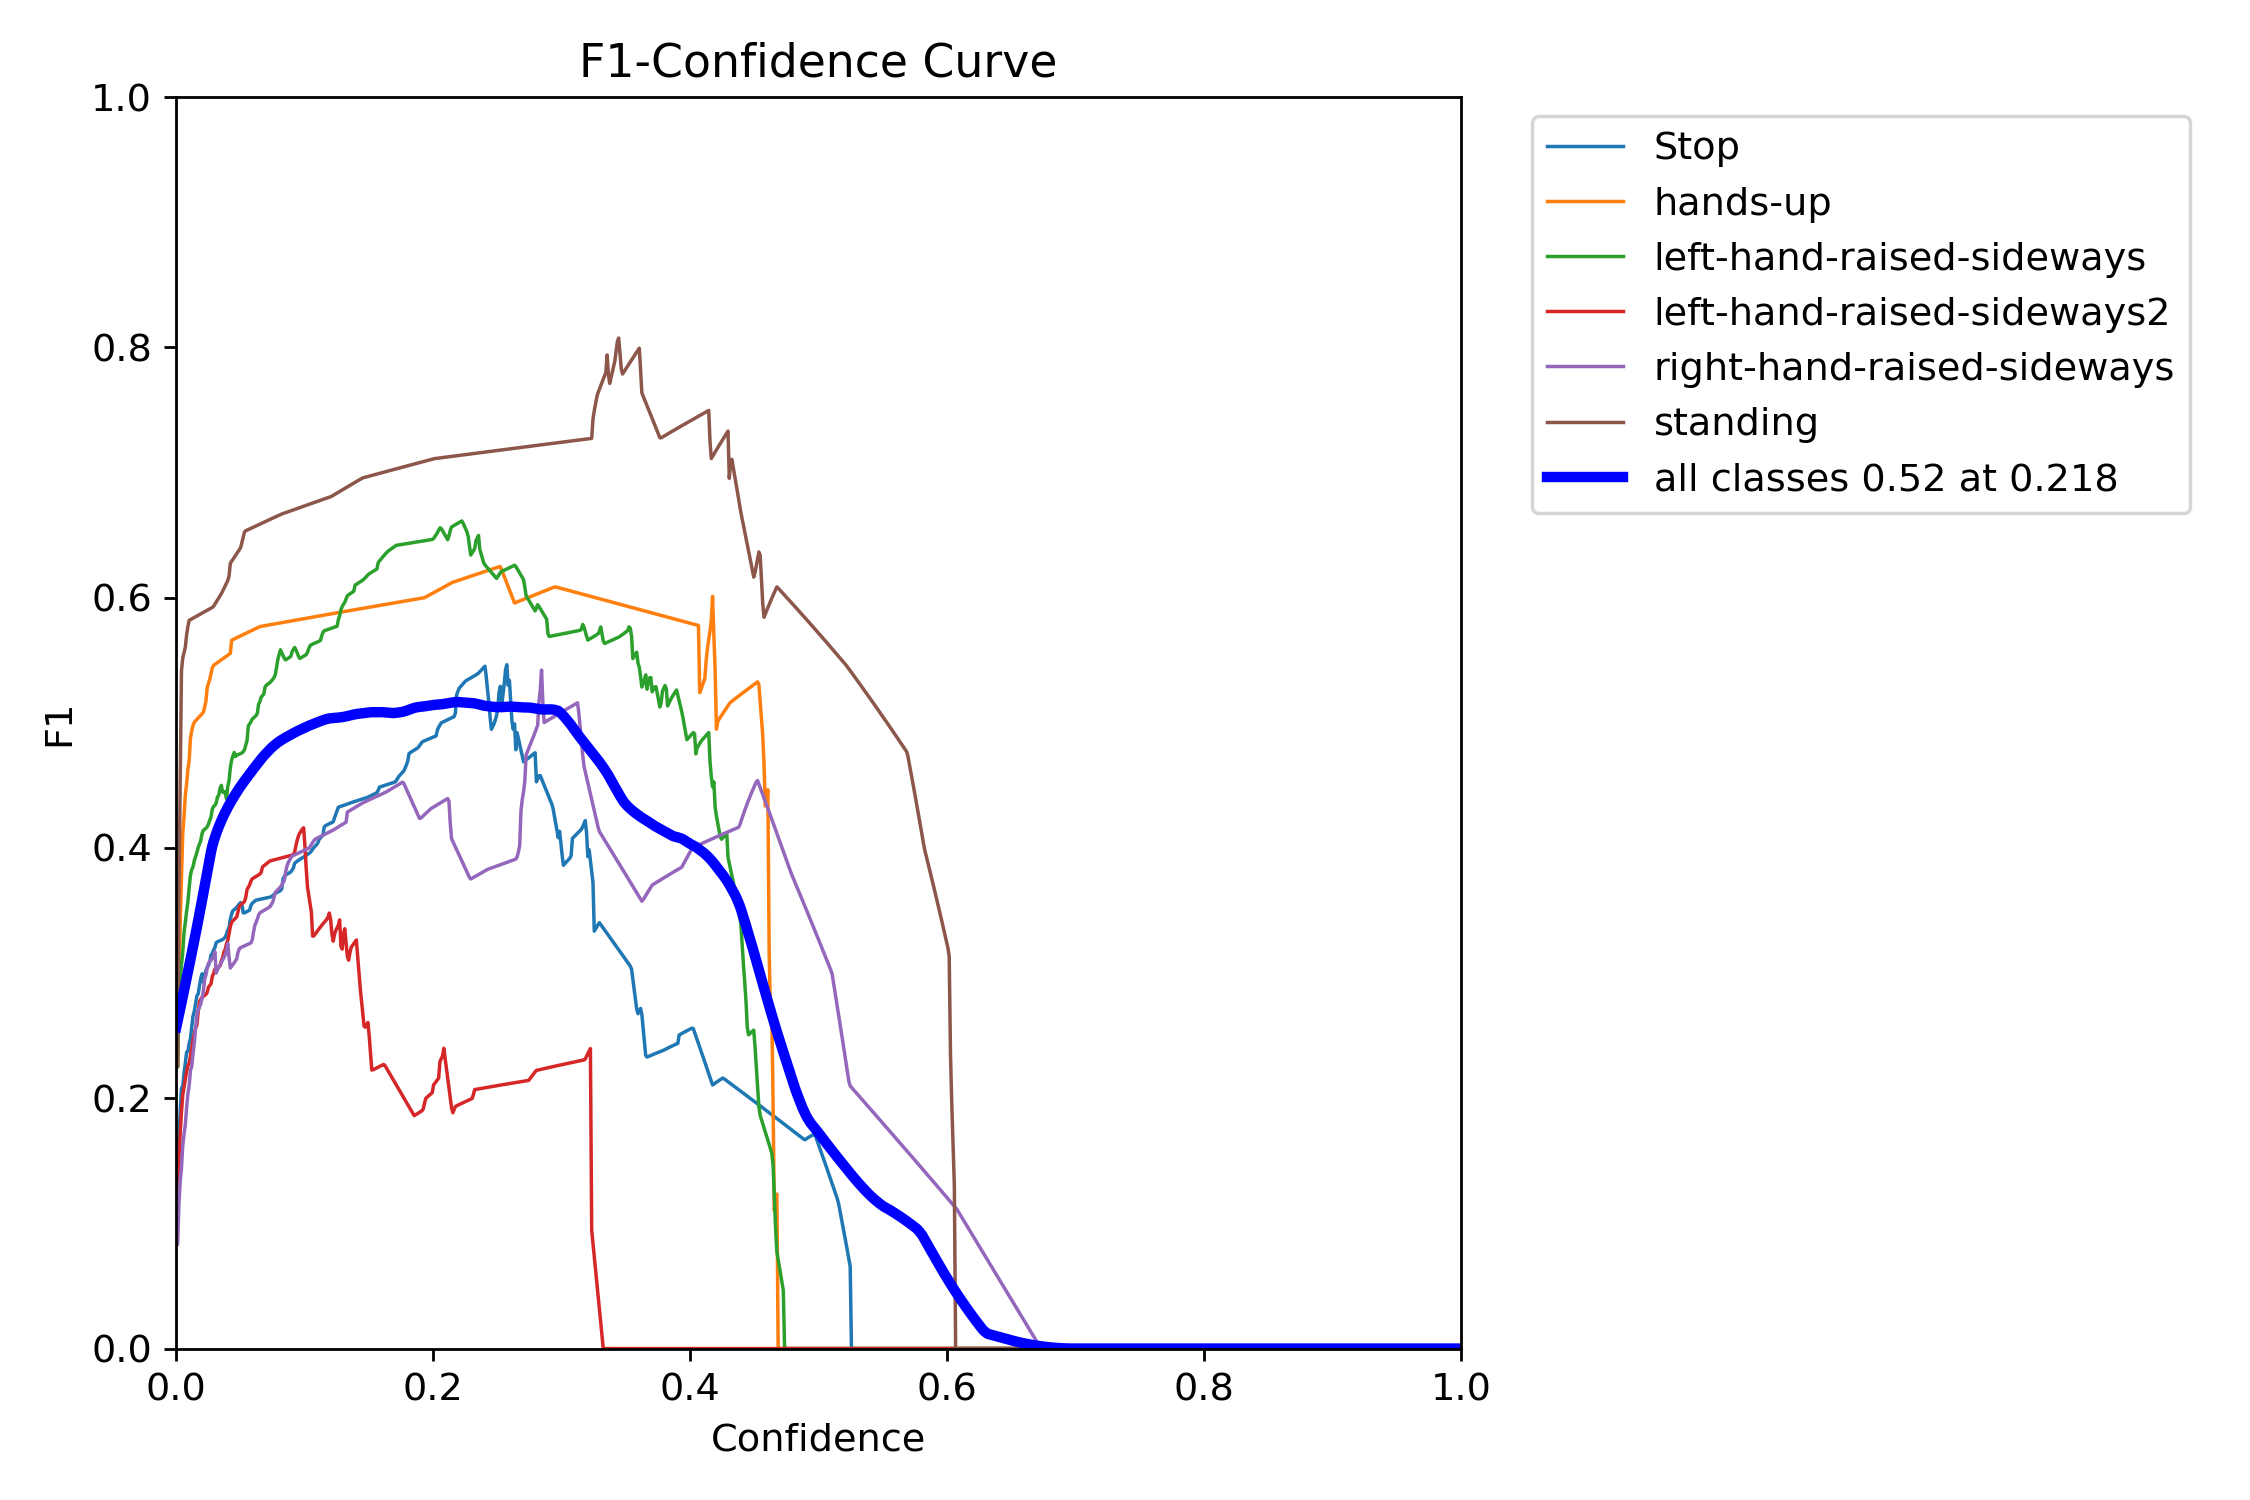 F1-Confidence Curve
1.0
0.8
0.6
0.4
0.2
0.0
F1
0.0 0.2 0.4 0.6 0.8 1.0
Confidence
Stop
hands-up
left-hand-raised-sideways
left-hand-raised-sideways2
right-hand-raised-sideways
standing
all classes 0.52 at 0.218